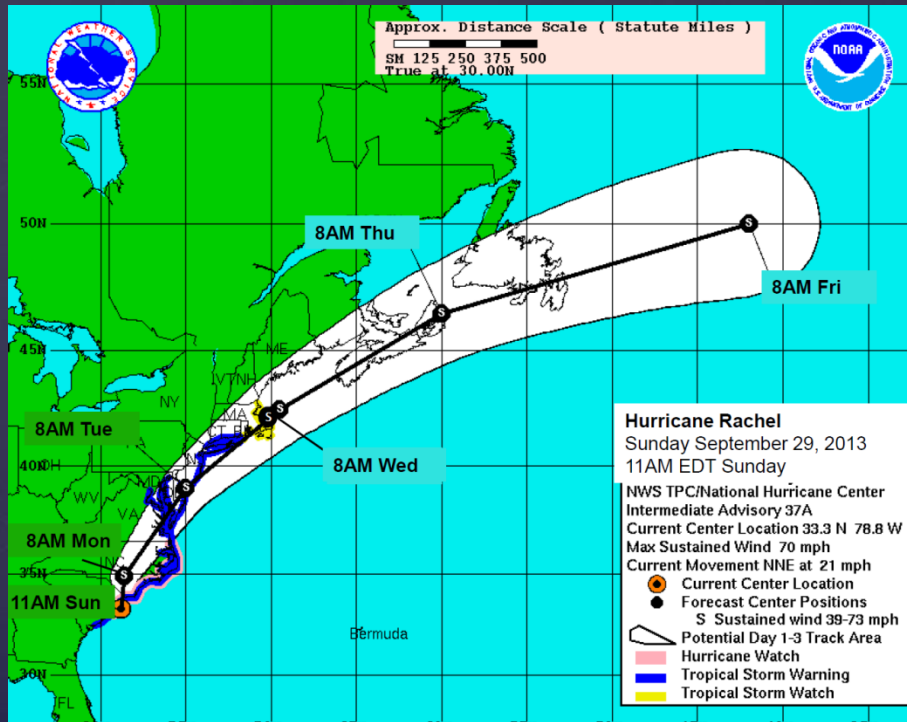 Approx. Distance Scale ( Statute Miles )
SM 125 250 375 500
True at 30.00N
NATIONAL WEATHER SERVICE
NOAA
55N
50N
8AM Thu
8AM Fri
45N
ME
VT NH
NY
MA
8AM Tue
CT
8AM Wed
40N
OH
MD
WV
VA
8AM Mon
NC
35N
11AM Sun
Bermuda
30N
FL
Hurricane Rachel
Sunday September 29, 2013
11AM EDT Sunday
NWS TPC/National Hurricane Center
Intermediate Advisory 37A
Current Center Location 33.3 N 78.8 W
Max Sustained Wind 70 mph
Current Movement NNE at 21 mph
Current Center Location
Forecast Center Positions
S Sustained wind 39-73 mph
Potential Day 1-3 Track Area
Hurricane Watch
Tropical Storm Warning
Tropical Storm Watch